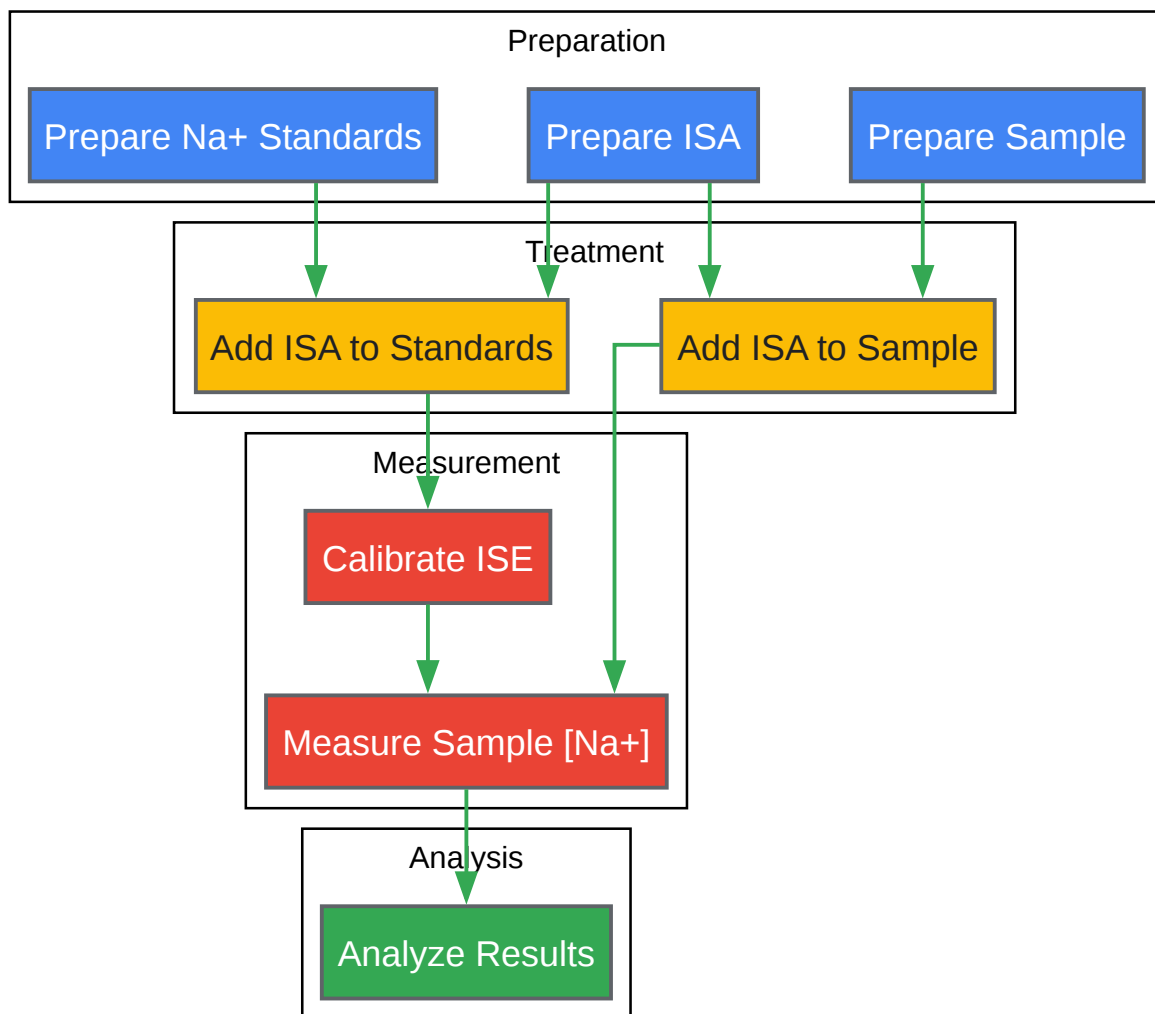 Preparation
Prepare Na+ Standards
Prepare ISA
Prepare Sample
Treatment
Add ISA to Standards
Add ISA to Sample
Measurement
Calibrate ISE
Measure Sample [Na+]
Analysis
Analyze Results